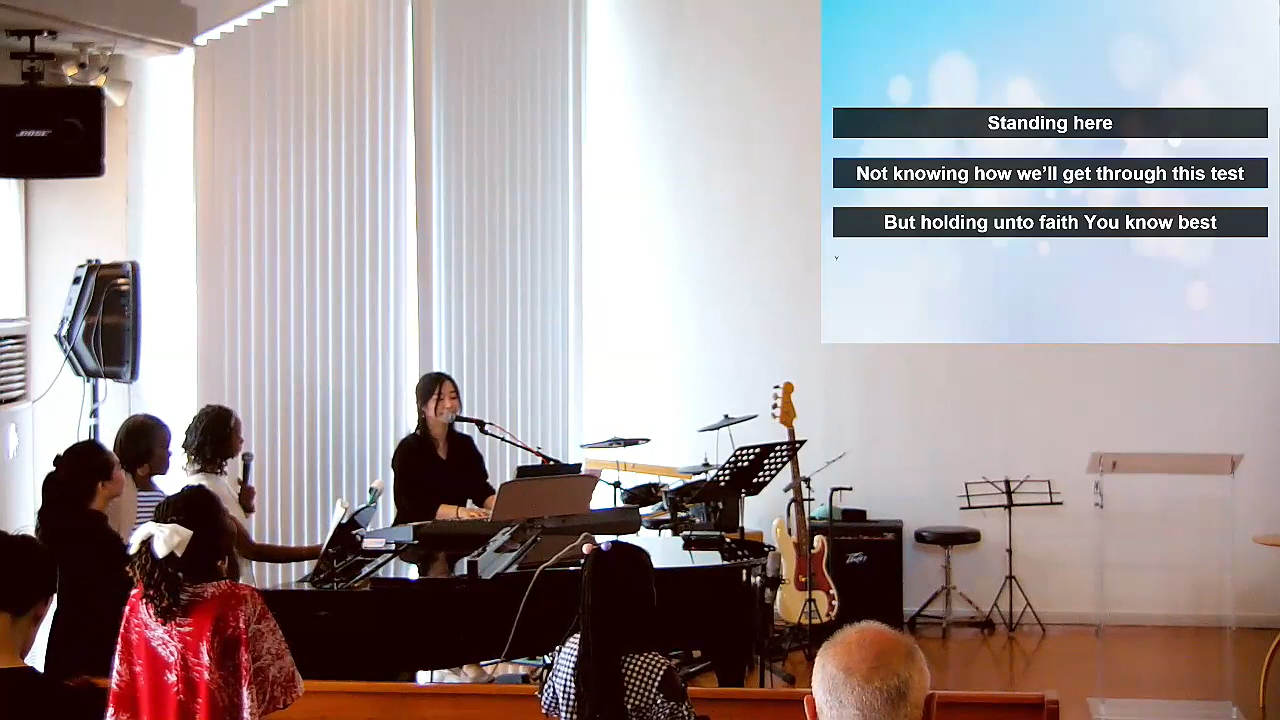 Standing here
Not knowing how we'll get through this test
But holding unto faith You know best
BOSE
PEAVEY